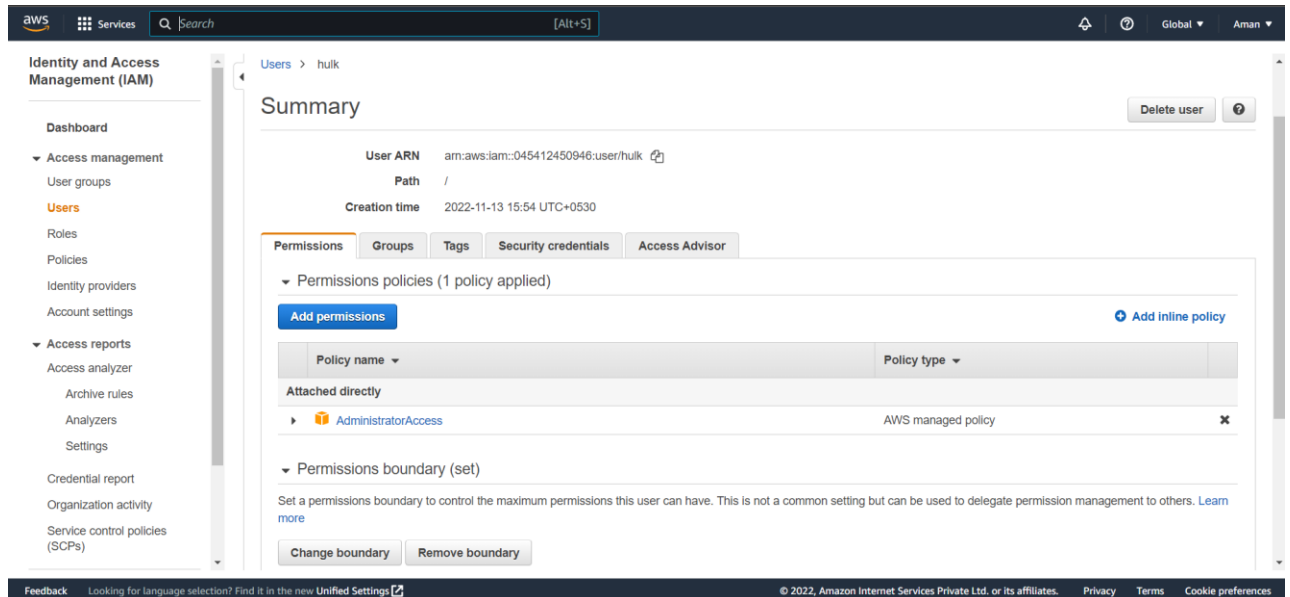 aws Services Search [Alt+S] Global Aman
Identity and Access
Management (IAM)
Dashboard
Access management
User groups
Users
Roles
Policies
Identity providers
Account settings
Access reports
Access analyzer
Archive rules
Analyzers
Settings
Credential report
Organization activity
Service control policies
(SCPs)
Users > hulk
Summary
Delete user
User ARN arn:aws:iam::045412450946:user/hulk
Path /
Creation time 2022-11-13 15:54 UTC+0530
Permissions Groups Tags Security credentials Access Advisor
Permissions policies (1 policy applied)
Add permissions Add inline policy
Policy name Policy type
Attached directly
AdministratorAccess AWS managed policy
Permissions boundary (set)
Set a permissions boundary to control the maximum permissions this user can have. This is not a common setting but can be used to delegate permission management to others. Learn
more
Change boundary Remove boundary
Feedback Looking for language selection? Find it in the new Unified Settings © 2022, Amazon Internet Services Private Ltd. or its affiliates. Privacy Terms Cookie preferences